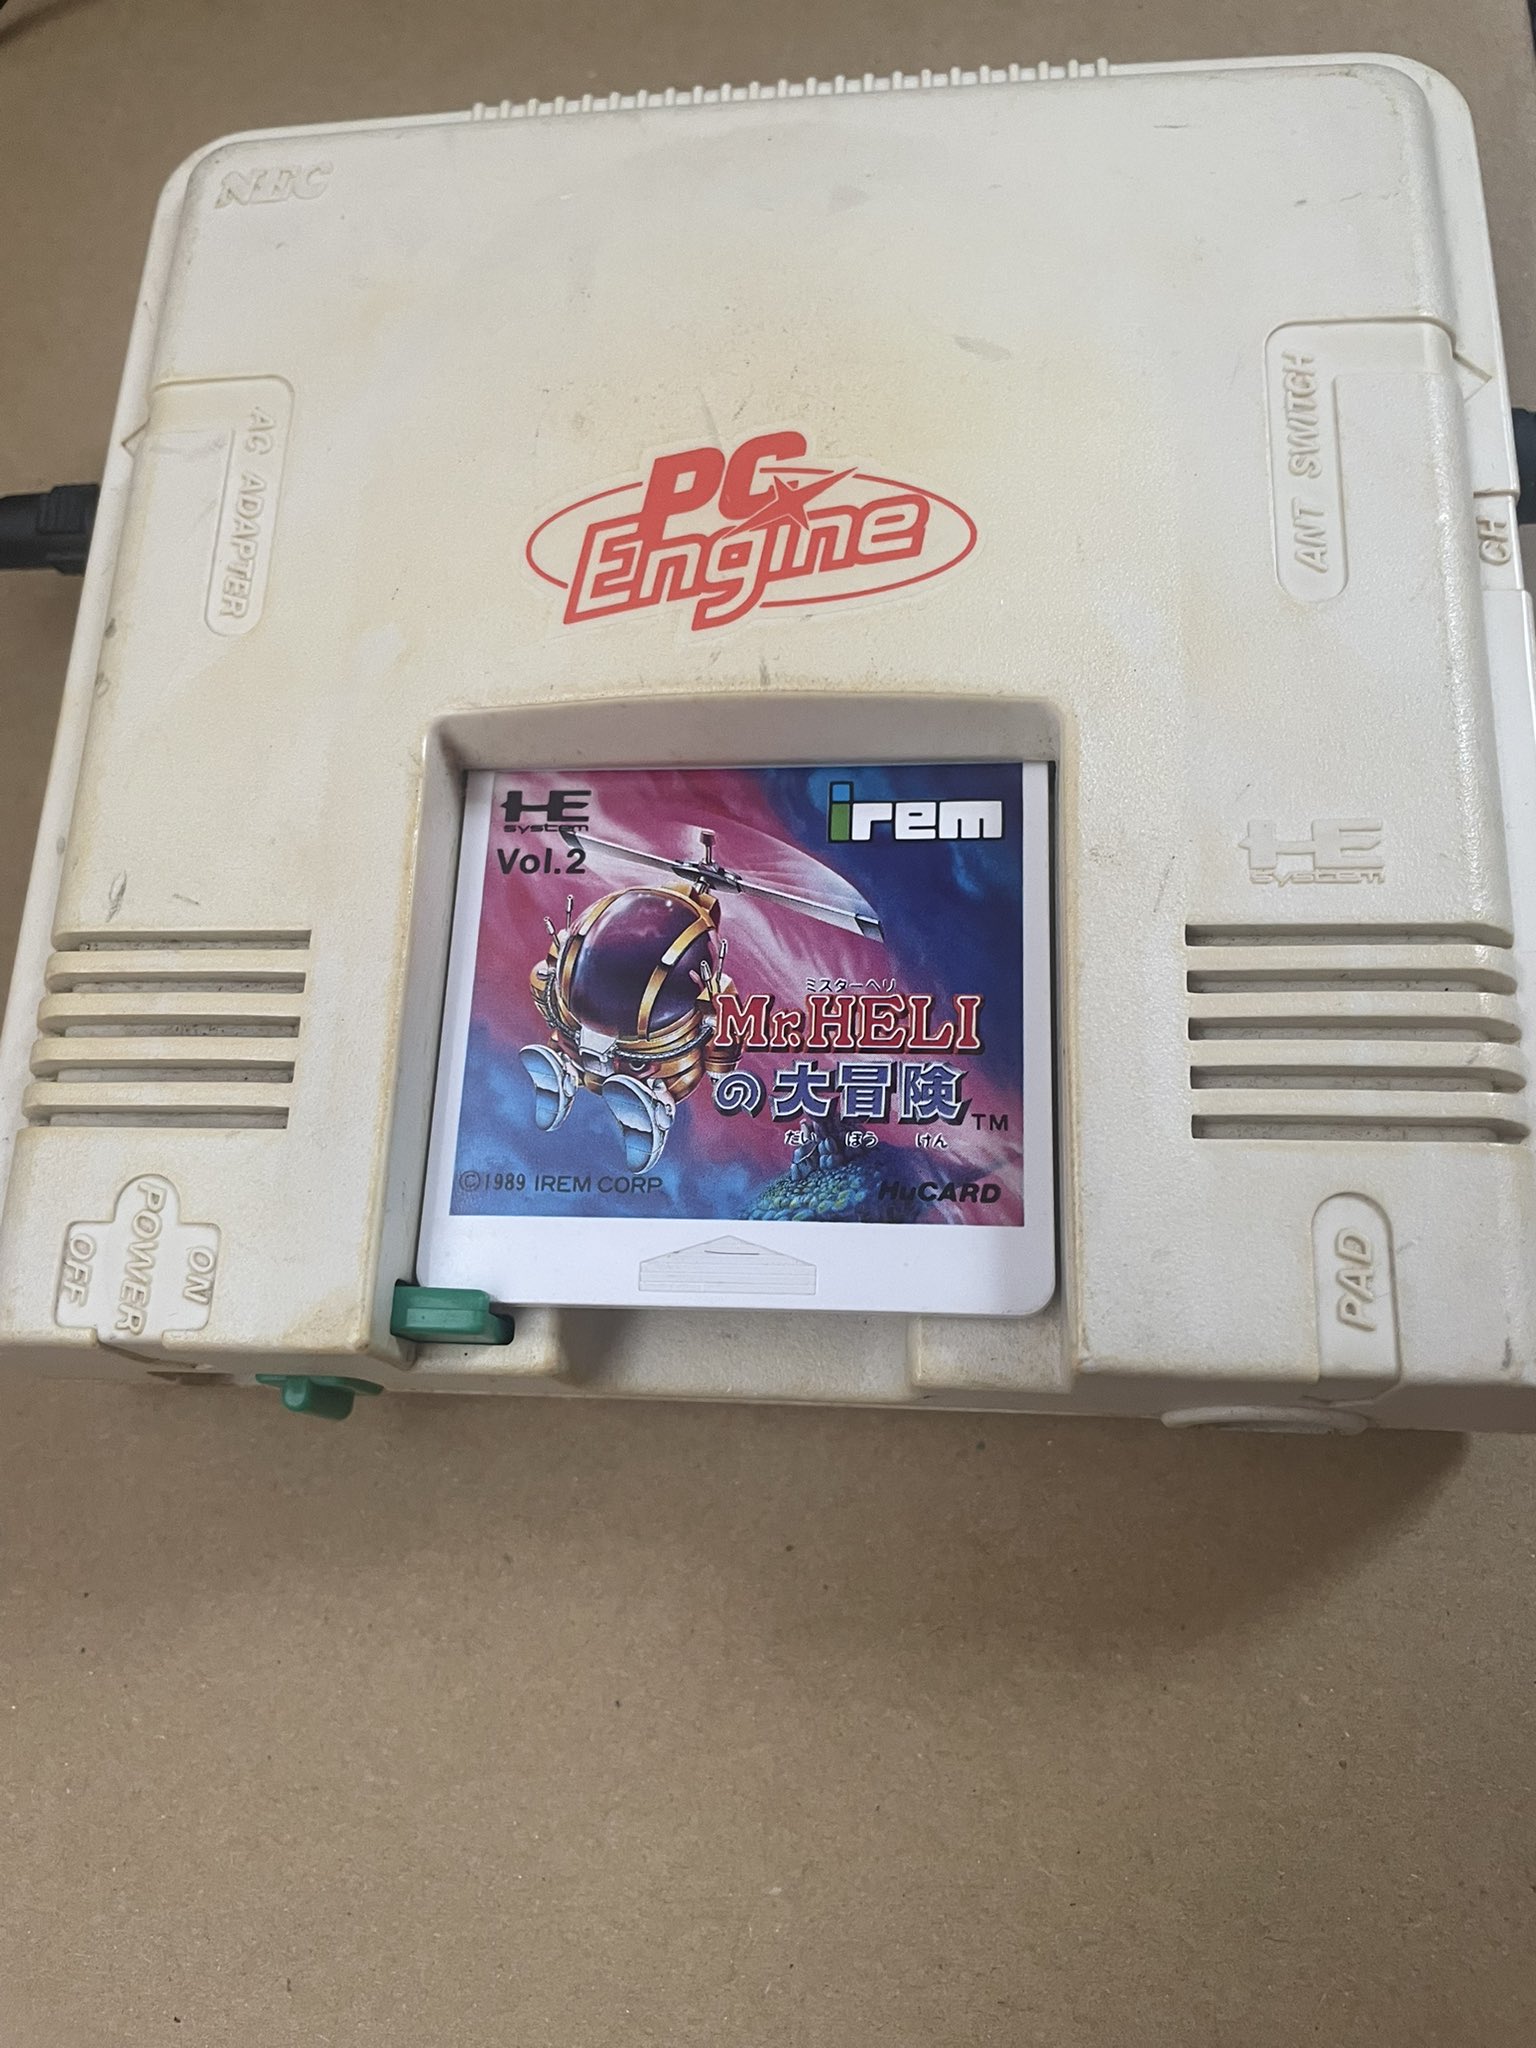 NEC
AC ADAPTER
ANT SWITCH
CH
PC
Engine
HE
system
Vol.2
irem
ミスターヘリ
Mr.HELI
の大冒険™
だい ぼう けん
©1989 IREM CORP
HuCARD
HE
system
ON
POWER
OFF
PAD